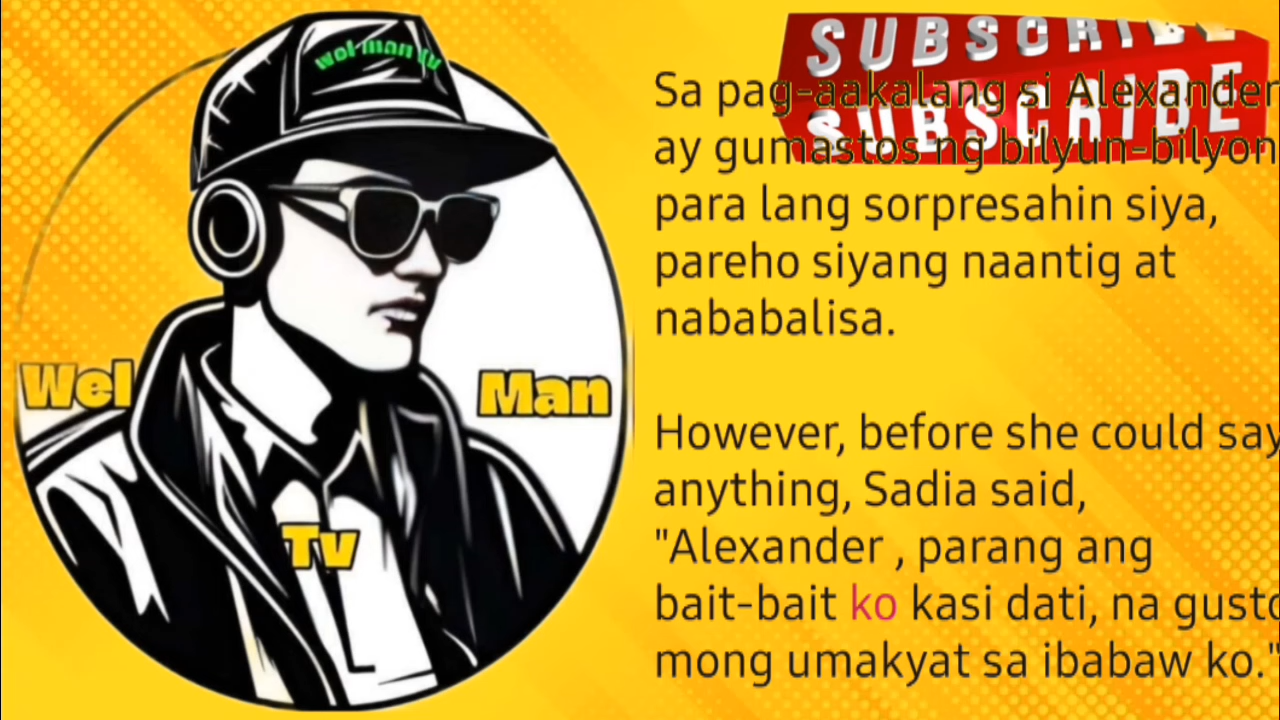 wel man tv
Wel
Man
Tv
SUBSCRIBE
SUBSCRIBE
Sa pag-aakalang si Alexander
ay gumastos ng bilyun-bilyon
para lang sorpresahin siya,
pareho siyang naantig at
nababalisa.
However, before she could say
anything, Sadia said,
"Alexander , parang ang
bait-bait ko kasi dati, na gusto
mong umakyat sa ibabaw ko."